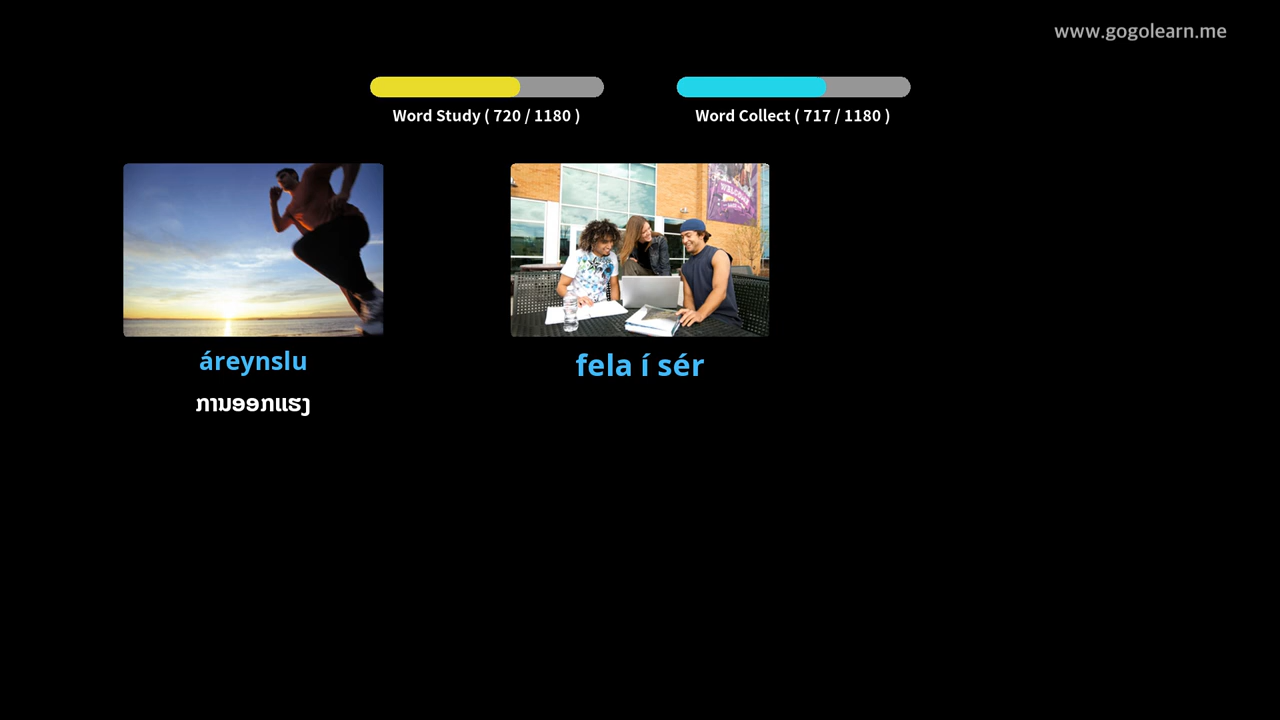 www.gogolearn.me
Word Study ( 720 / 1180 )
Word Collect ( 717 / 1180 )
WELCOME
áreynslu
fela í sér
ການອອກແຮງ